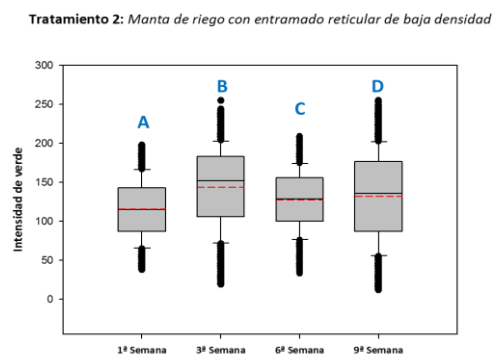 Tratamiento 2: Manta de riego con entramado reticular de baja densidad
300
250
200
150
100
50
0
Intensidad de verde
A
B
C
D
1ª Semana
3ª Semana
6ª Semana
9ª Semana